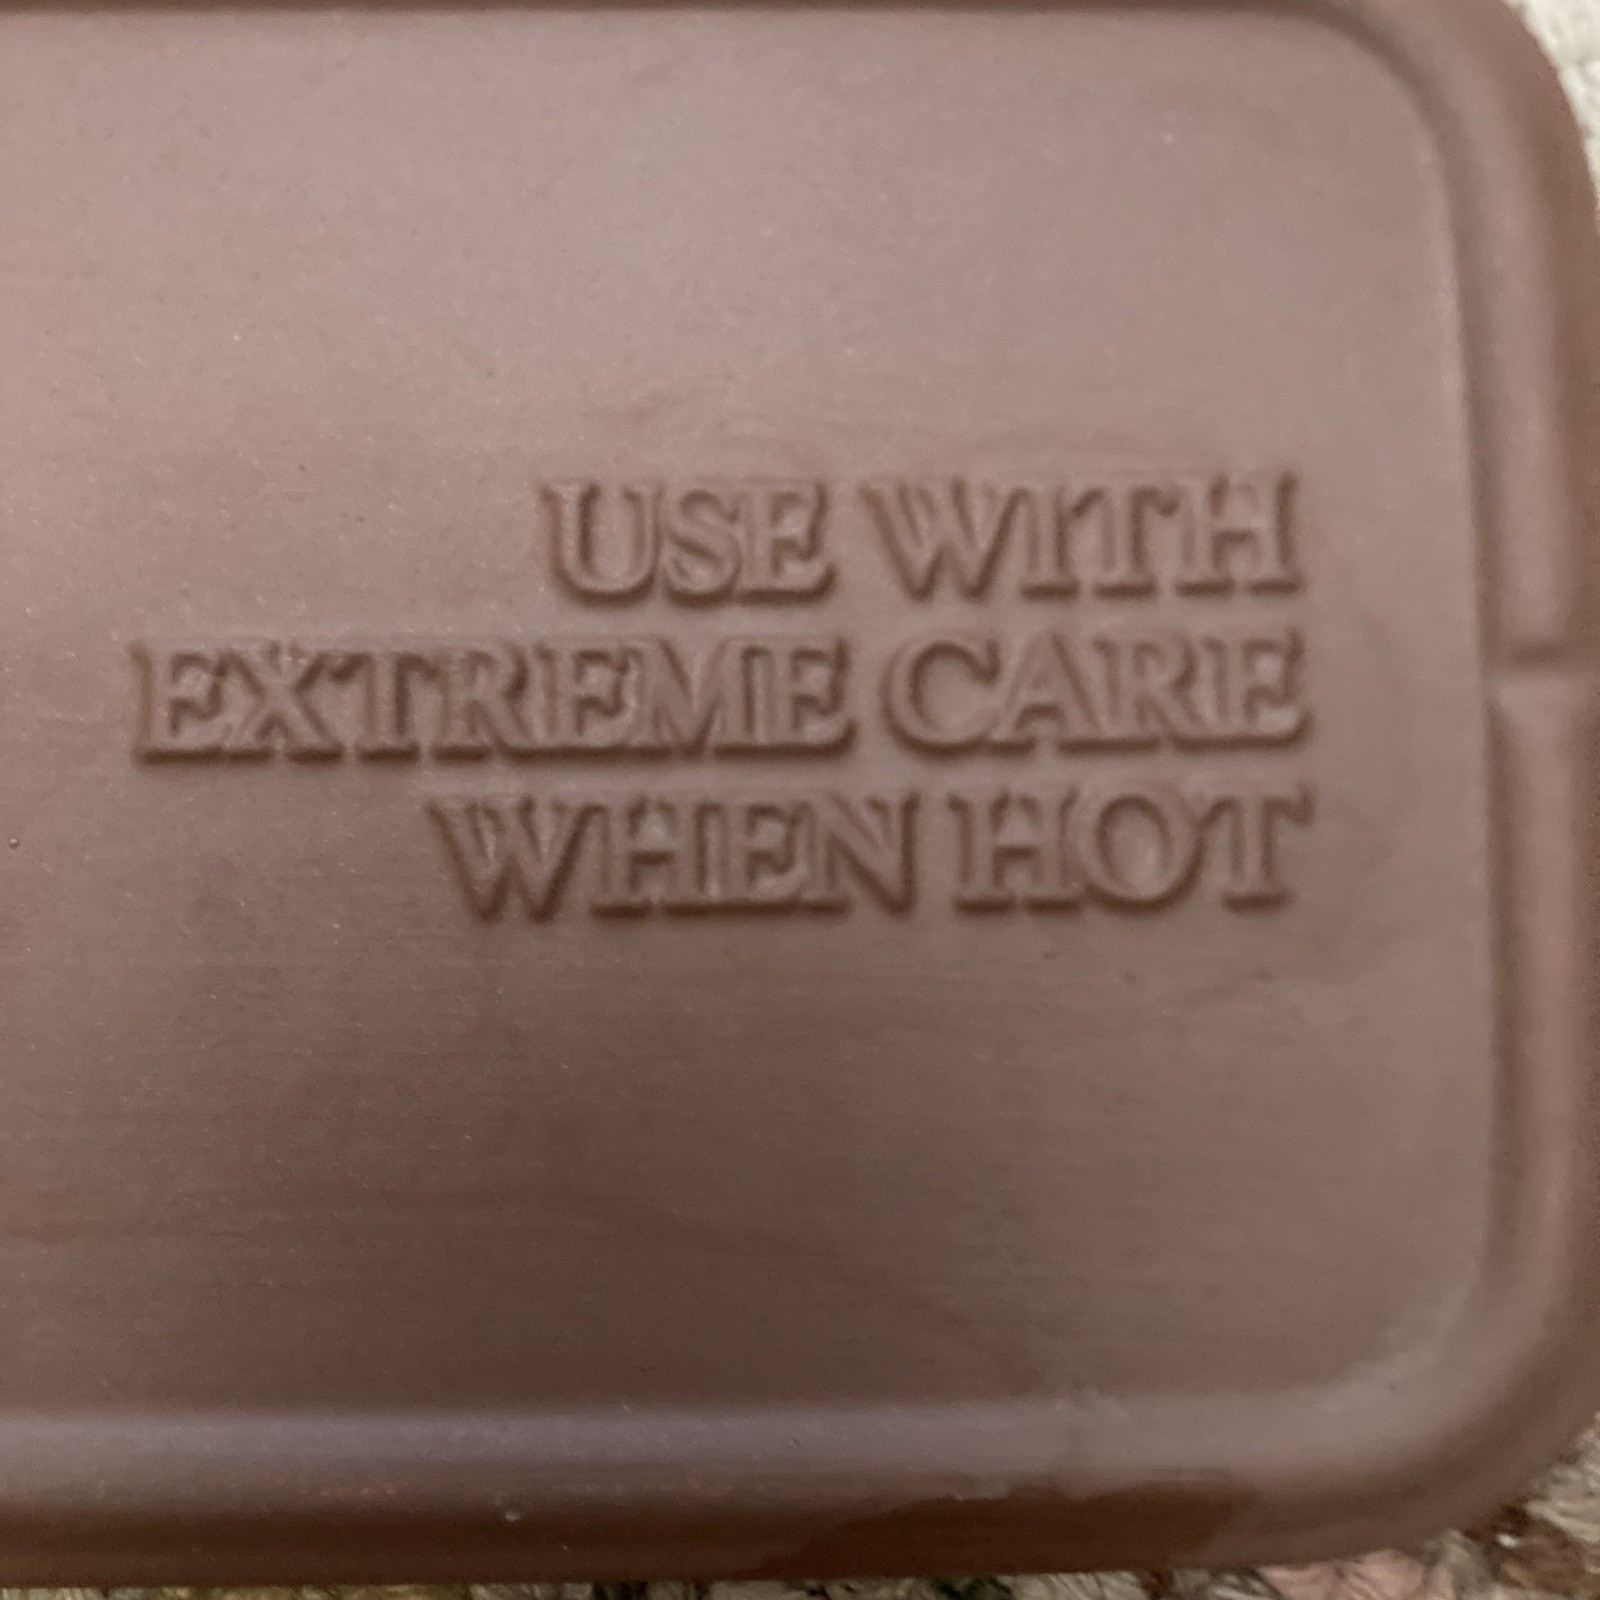 USE WITH
EXTREME CARE
WHEN HOT